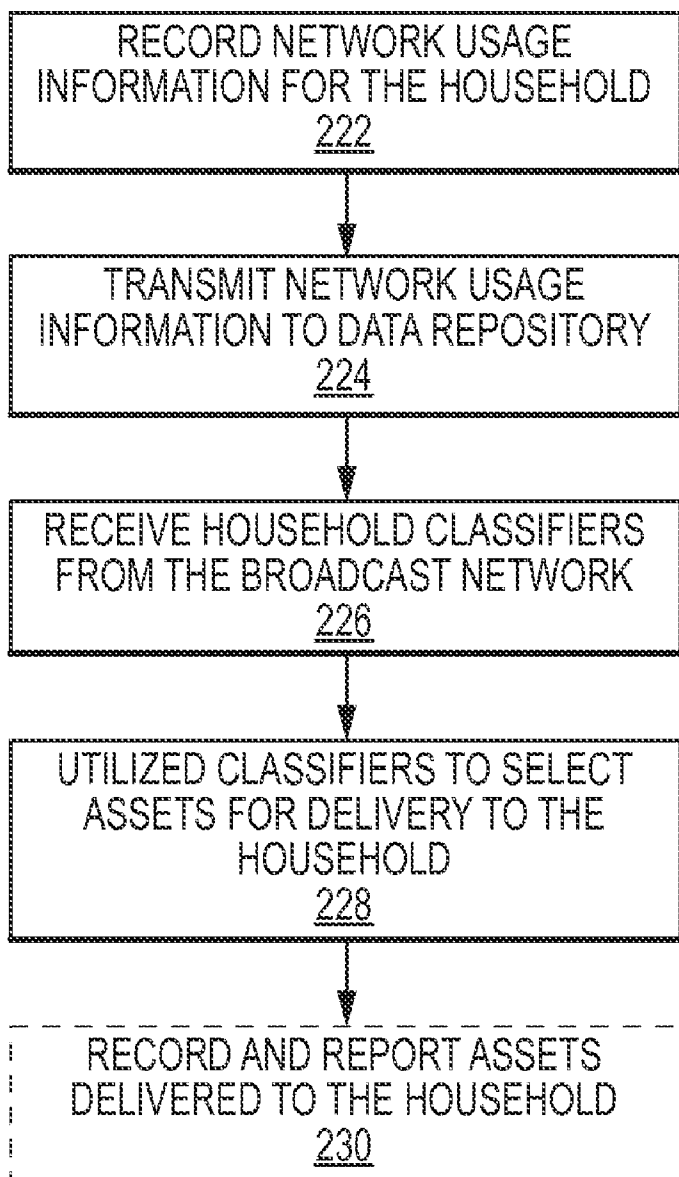 RECORD NETWORK USAGE
INFORMATION FOR THE HOUSEHOLD
222
TRANSMIT NETWORK USAGE
INFORMATION TO DATA REPOSITORY
224
RECEIVE HOUSEHOLD CLASSIFIERS
FROM THE BROADCAST NETWORK
226
UTILIZED CLASSIFIERS TO SELECT
ASSETS FOR DELIVERY TO THE
HOUSEHOLD
228
RECORD AND REPORT ASSETS
DELIVERED TO THE HOUSEHOLD
230